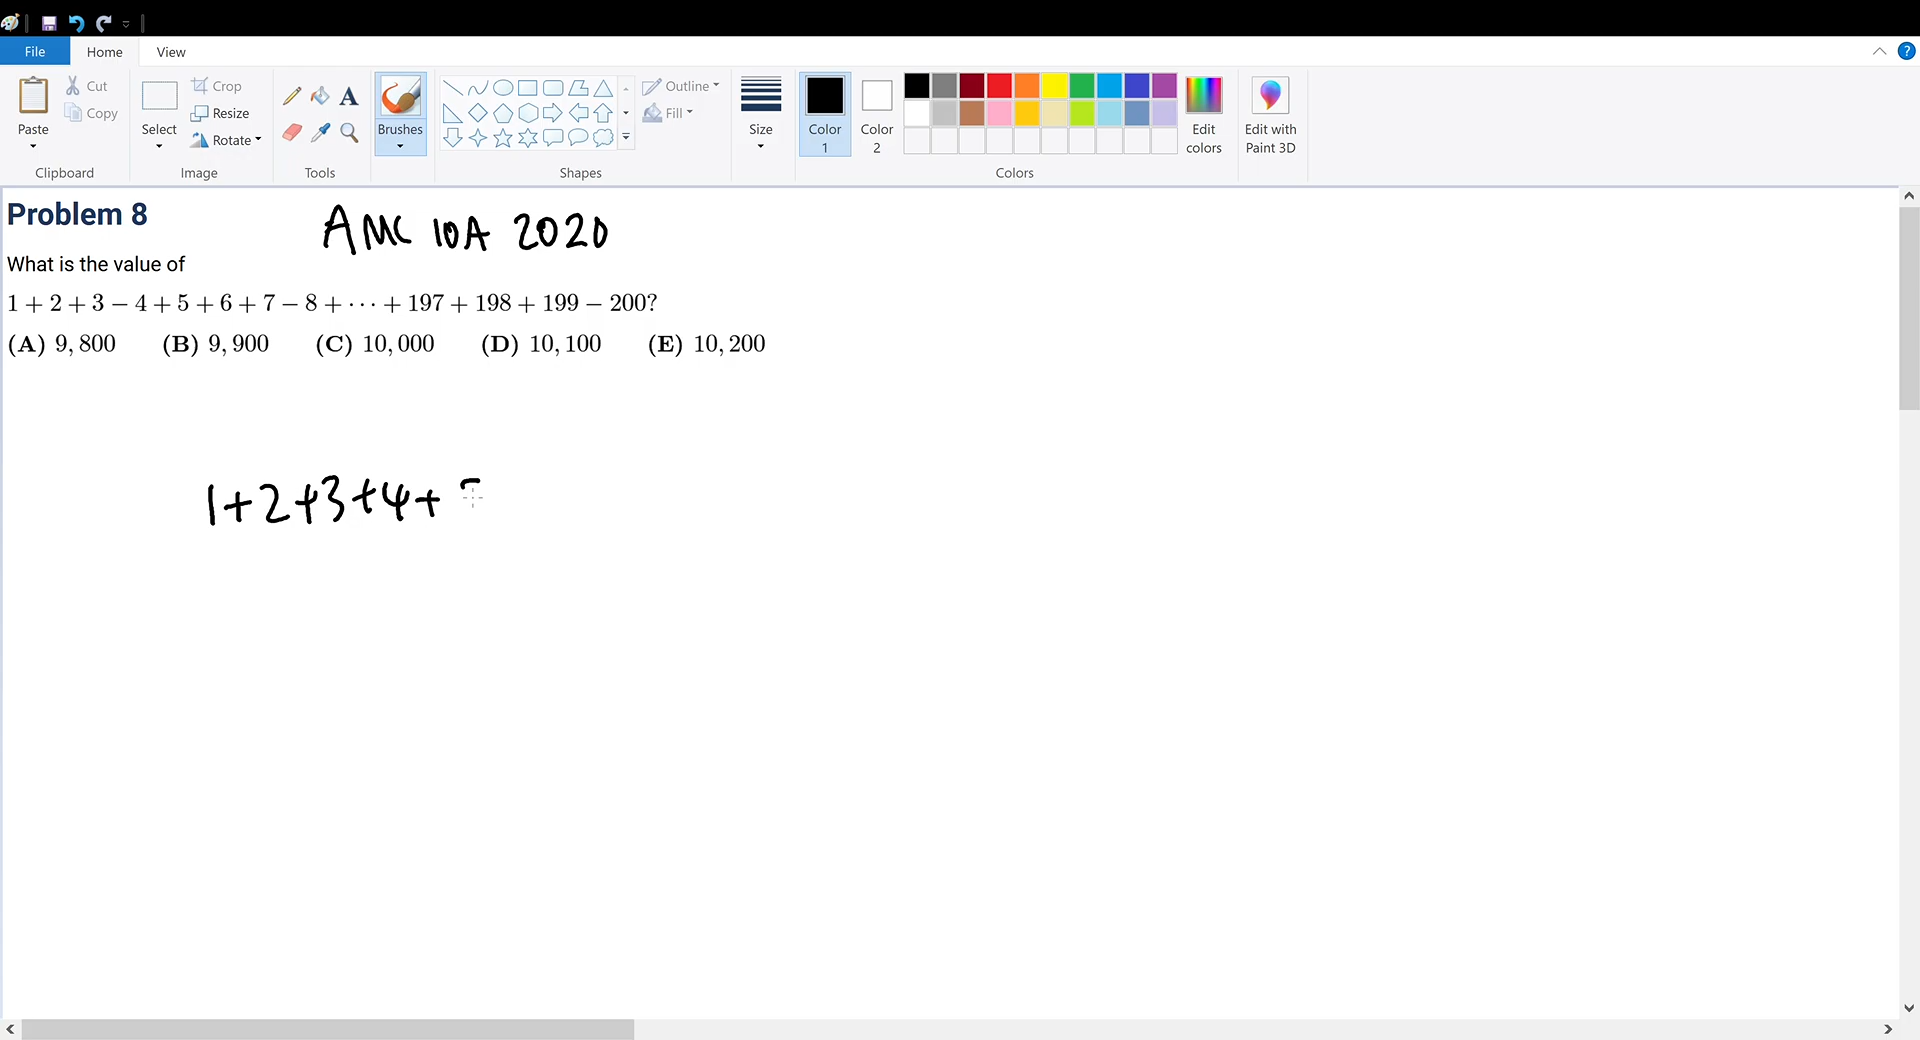 File Home View
Paste Cut Copy Select Crop Resize Rotate A Brushes Outline Fill Size Color 1 Color 2 Edit colors Edit with Paint 3D
Clipboard Image Tools Shapes Colors
Problem 8
AMC 10A 2020
What is the value of
1 + 2 + 3 − 4 + 5 + 6 + 7 − 8 + ··· + 197 + 198 + 199 − 200?
(A) 9, 800 (B) 9, 900 (C) 10, 000 (D) 10, 100 (E) 10, 200
1+2+3+4+